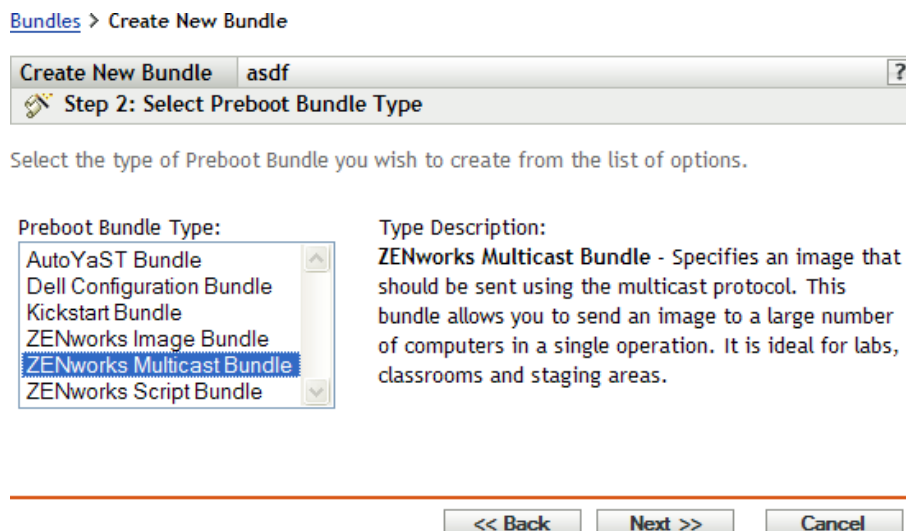 Bundles > Create New Bundle
Create New Bundle asdf ?
Step 2: Select Preboot Bundle Type
Select the type of Preboot Bundle you wish to create from the list of options.
Preboot Bundle Type:
AutoYaST Bundle
Dell Configuration Bundle
Kickstart Bundle
ZENworks Image Bundle
ZENworks Multicast Bundle
ZENworks Script Bundle
Type Description:
ZENworks Multicast Bundle - Specifies an image that
should be sent using the multicast protocol. This
bundle allows you to send an image to a large number
of computers in a single operation. It is ideal for labs,
classrooms and staging areas.
<< Back Next >> Cancel